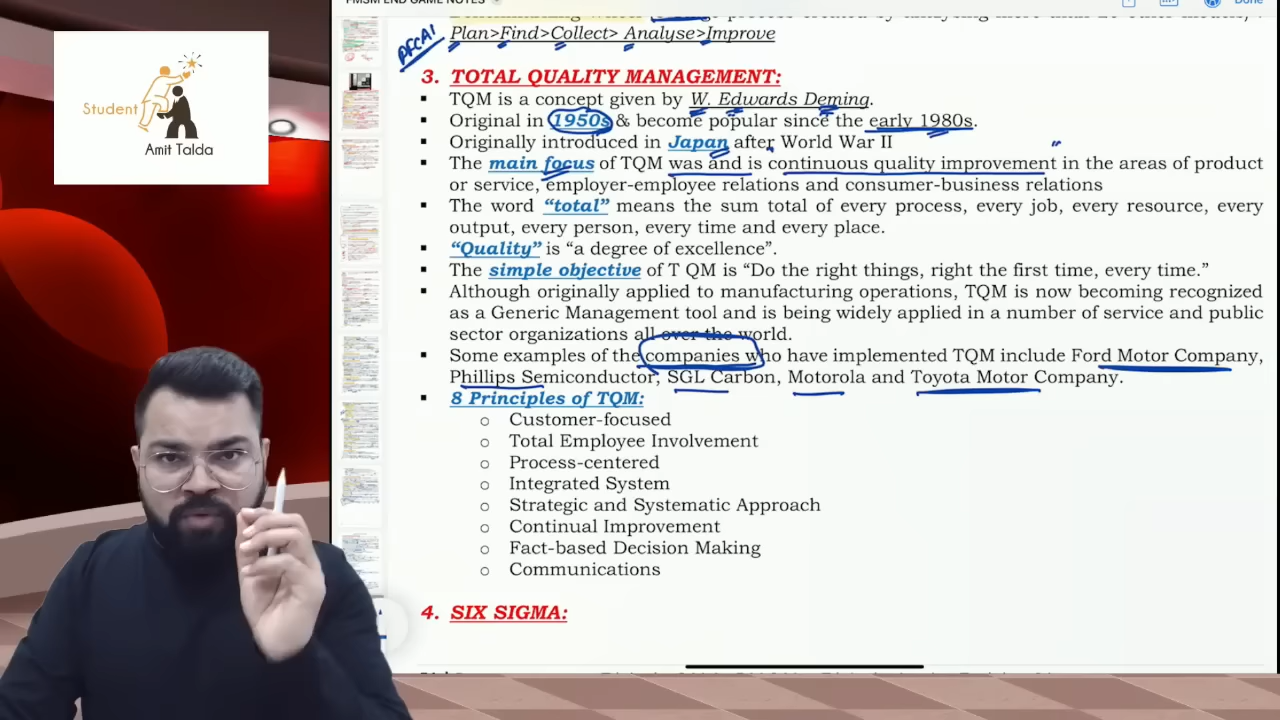 FMSM END GAME NOTES
Done
Plan>Find>Collect>Analyse>Improve
PFCAI
3. TOTAL QUALITY MANAGEMENT:
TQM is a concept given by W. Edwards Deming
1950s become popular since the early 1980s.
Japan after World War II
The main focus of TQM was and is continuous quality improvement in the areas of product
or service, employer-employee relations and consumer-business relations
The word “total” means the sum total of every process, every job, every resource, every
output, every person, every time and every place.
“Quality” is “a degree of excellence”
The simple objective of TQM is “Do the right things, right the first time, every time.”
Although originally applied to manufacturing operations TQM is now become recognized
as a Generic Management tool and is being widely applied in a number of service and public
sector organizations all over the world
Some examples of companies who have implemented TQM include Ford Motor Company,
Phillips Semiconductor, SGL Carbon, Motorola and Toyota Motor Company.
8 Principles of TQM:
Customer-focused
Total Employee Involvement
Process-centered
Integrated System
Strategic and Systematic Approach
Continual Improvement
Fact-based Decision Making
Communications
4. SIX SIGMA:
Student
Amit Talda